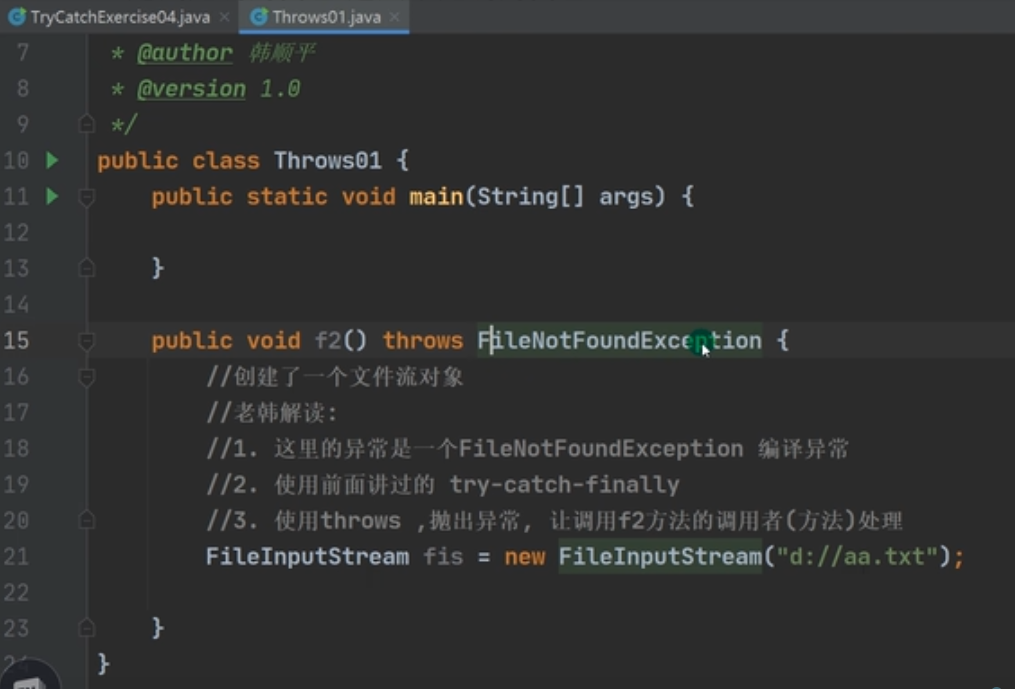 TryCatchExercise04.java Throws01.java
7 * @author 韩顺平
8 * @version 1.0
9 */
10 public class Throws01 {
11 public static void main(String[] args) {
12
13 }
14
15 public void f2() throws FileNotFoundException {
16 //创建了一个文件流对象
17 //老韩解读:
18 //1. 这里的异常是一个FileNotFoundException 编译异常
19 //2. 使用前面讲过的 try-catch-finally
20 //3. 使用throws ,抛出异常, 让调用f2方法的调用者(方法)处理
21 FileInputStream fis = new FileInputStream("d://aa.txt");
22
23 }
}